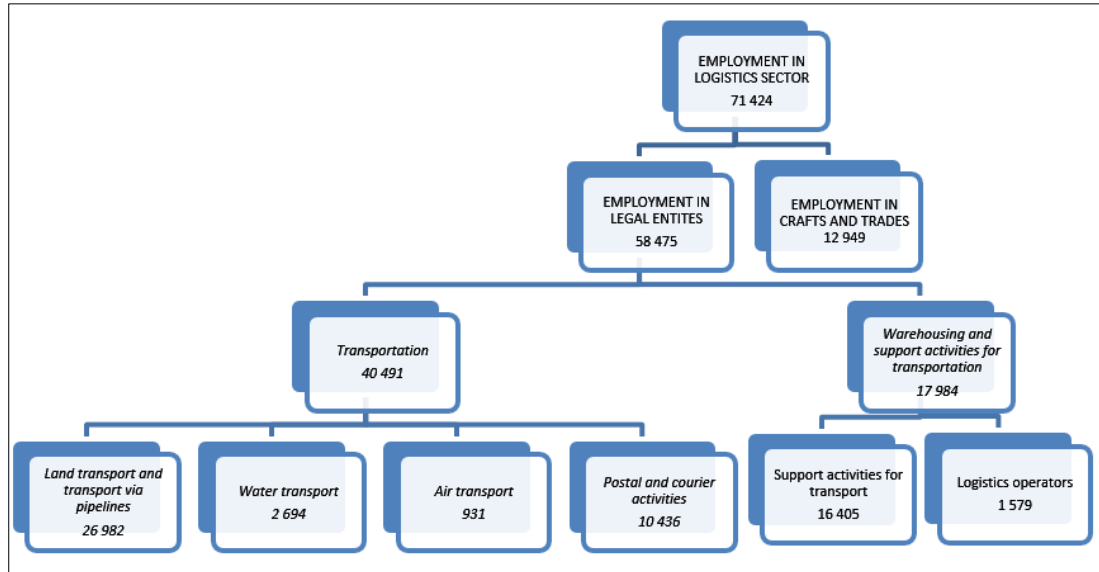 EMPLOYMENT IN
LOGISTICS SECTOR
71 424
EMPLOYMENT IN
LEGAL ENTITES
58 475
EMPLOYMENT IN
CRAFTS AND TRADES
12 949
Transportation
40 491
Warehousing and
support activities for
transportation
17 984
Land transport and
transport via
pipelines
26 982
Water transport
2 694
Air transport
931
Postal and courier
activities
10 436
Support activities for
transport
16 405
Logistics operators
1 579